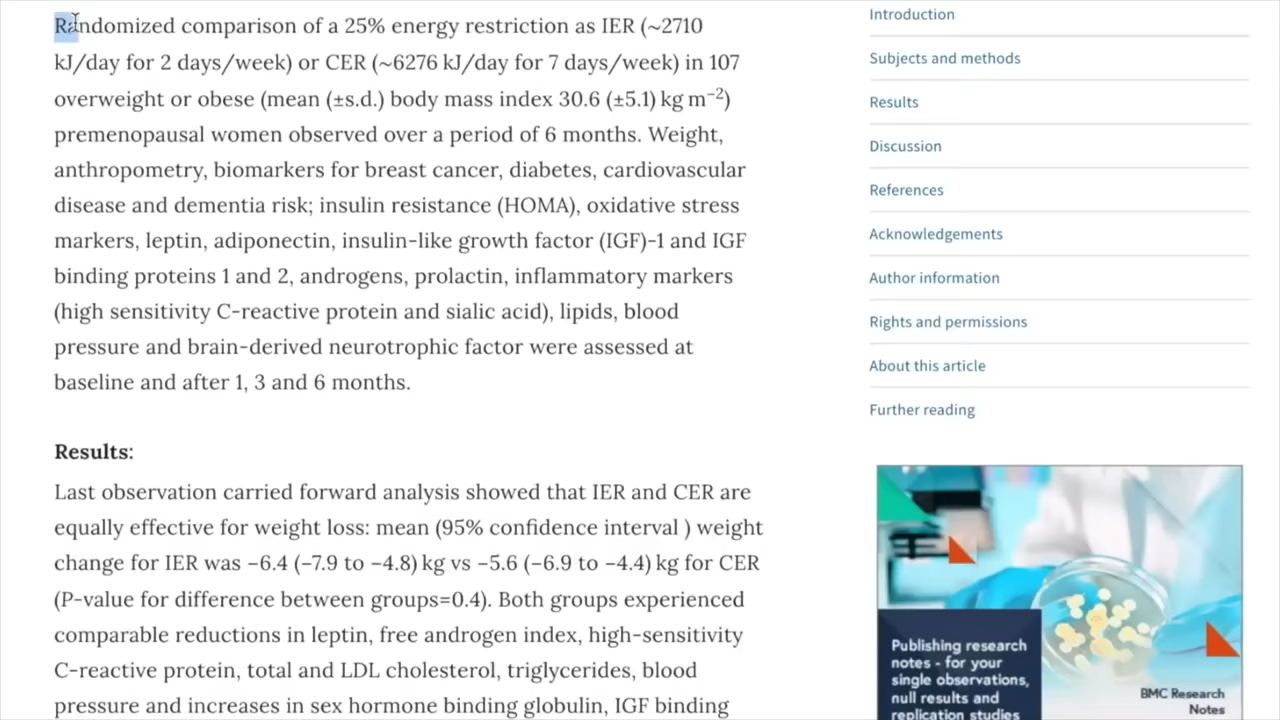 Randomized comparison of a 25% energy restriction as IER (~2710
kJ/day for 2 days/week) or CER (~6276 kJ/day for 7 days/week) in 107
overweight or obese (mean (±s.d.) body mass index 30.6 (±5.1) kg m−2)
premenopausal women observed over a period of 6 months. Weight,
anthropometry, biomarkers for breast cancer, diabetes, cardiovascular
disease and dementia risk; insulin resistance (HOMA), oxidative stress
markers, leptin, adiponectin, insulin-like growth factor (IGF)-1 and IGF
binding proteins 1 and 2, androgens, prolactin, inflammatory markers
(high sensitivity C-reactive protein and sialic acid), lipids, blood
pressure and brain-derived neurotrophic factor were assessed at
baseline and after 1, 3 and 6 months.
Results:
Last observation carried forward analysis showed that IER and CER are
equally effective for weight loss: mean (95% confidence interval ) weight
change for IER was −6.4 (−7.9 to −4.8) kg vs −5.6 (−6.9 to −4.4) kg for CER
(P-value for difference between groups=0.4). Both groups experienced
comparable reductions in leptin, free androgen index, high-sensitivity
C-reactive protein, total and LDL cholesterol, triglycerides, blood
pressure and increases in sex hormone binding globulin, IGF binding
Introduction
Subjects and methods
Results
Discussion
References
Acknowledgements
Author information
Rights and permissions
About this article
Further reading
Publishing research
notes - for your
single observations,
null results and
replication studies
BMC Research
Notes